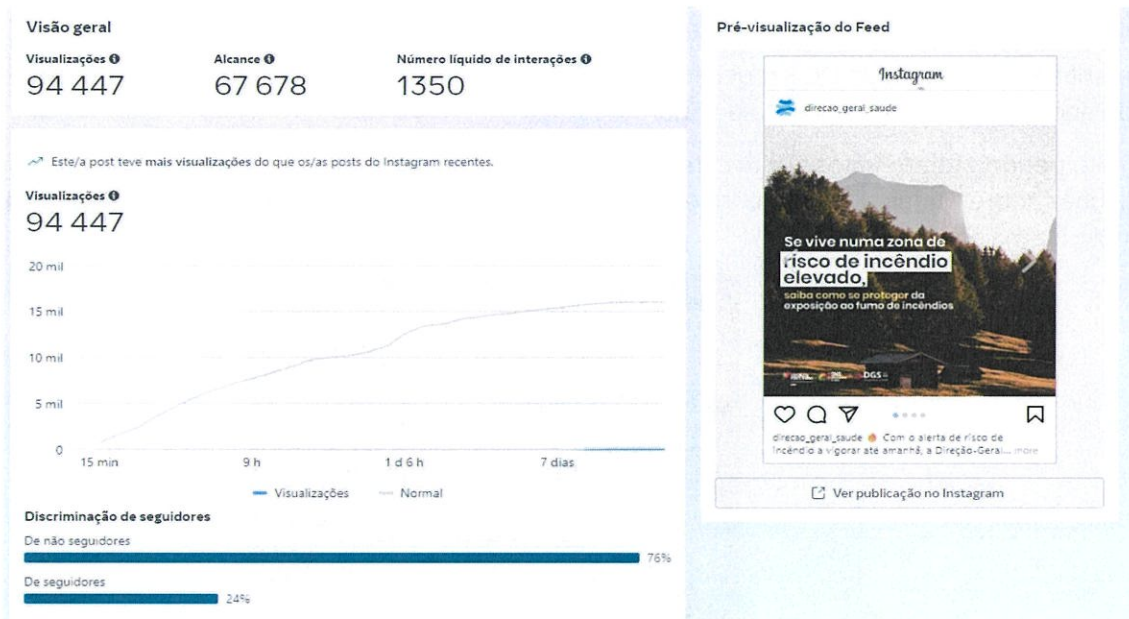 Visão geral
Visualizações
94 447
Alcance
67 678
Número líquido de interações
1350
Este/a post teve mais visualizações do que os/as posts do Instagram recentes.
Visualizações
94 447
20 mil
15 mil
10 mil
5 mil
0
15 min
9 h
1 d 6 h
7 dias
Visualizações
Normal
Discriminação de seguidores
De não seguidores
76%
De seguidores
24%
Pré-visualização do Feed
Instagram
direcao_geral_saude
Se vive numa zona de
risco de incêndio
elevado,
saiba como se proteger da
exposição ao fumo de incêndios
DGS
direcao_geral_saude Com o alerta de risco de
incêndio a vigorar até amanhã, a Direção-Geral... more
Ver publicação no Instagram